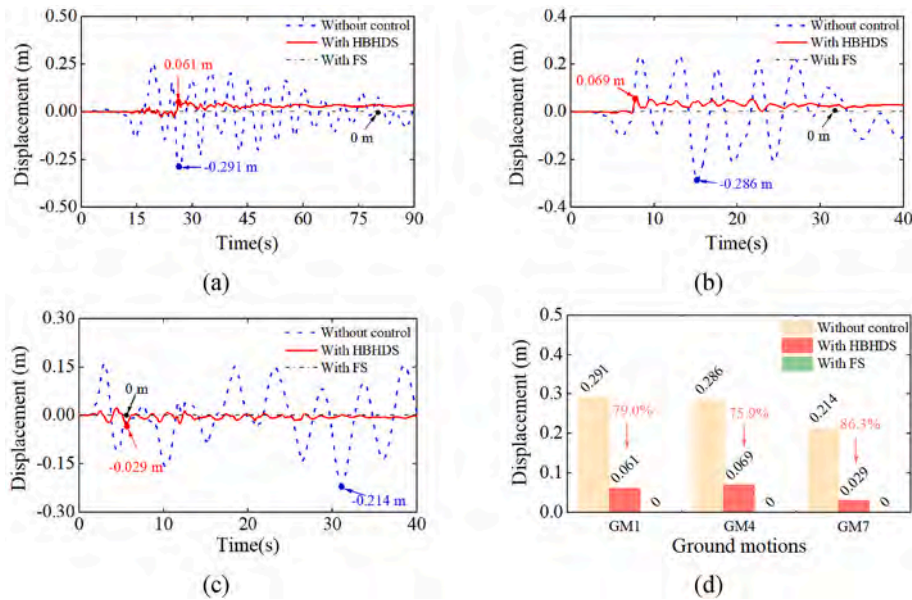 0.50
0.25
0.00
-0.25
-0.50
Displacement (m)
0.061 m
-0.291 m
0 m
Without control
With HBHDS
With FS
0 15 30 45 60 75 90
Time(s)
(a)
0.4
0.2
0.0
-0.2
-0.4
Displacement (m)
0.069 m
-0.286 m
0 m
Without control
With HBHDS
With FS
0 10 20 30 40
Time(s)
(b)
0.30
0.15
0.00
-0.15
-0.30
Displacement (m)
0 m
-0.029 m
-0.214 m
Without control
With HBHDS
With FS
0 10 20 30 40
Time(s)
(c)
0.5
0.4
0.3
0.2
0.1
0.0
Displacement (m)
Without control
With HBHDS
With FS
0.291
79.0%
0.061
0
0.286
75.9%
0.069
0
0.214
86.3%
0.029
0
GM1 GM4 GM7
Ground motions
(d)